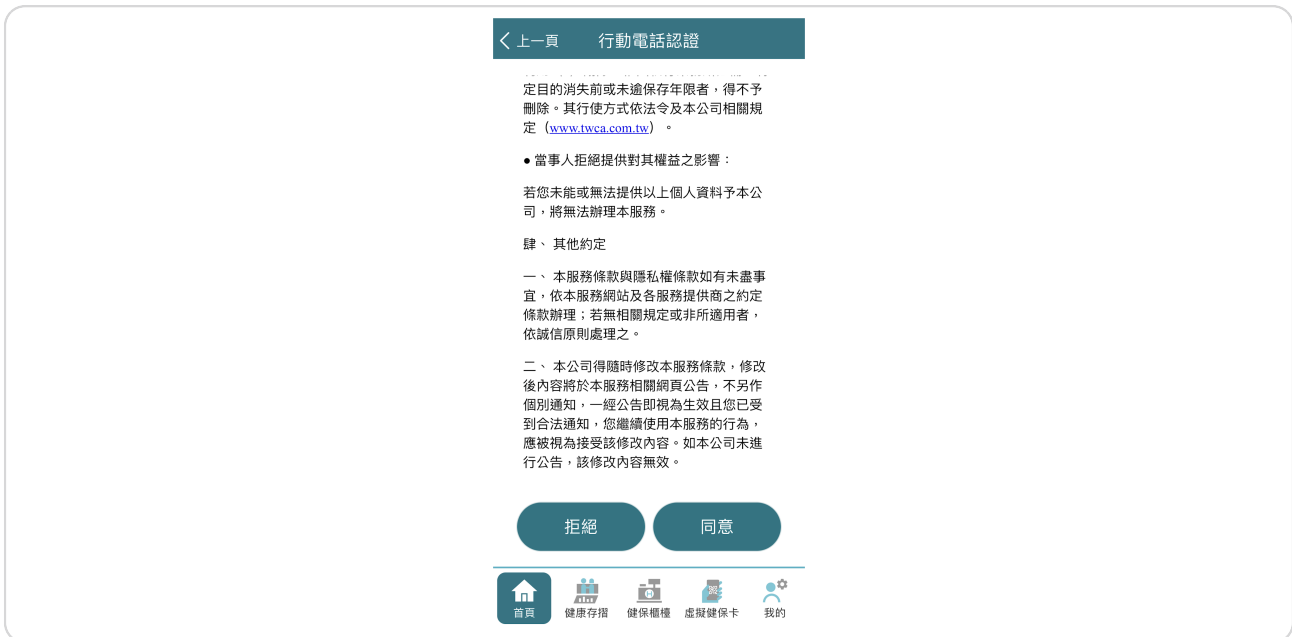 上一頁
行動電話認證
定目的消失前或未逾保存年限者，得不予
刪除。其行使方式依法令及本公司相關規
定（www.twca.com.tw）。
● 當事人拒絕提供對其權益之影響：
若您未能或無法提供以上個人資料予本公
司，將無法辦理本服務。
肆、 其他約定
一、 本服務條款與隱私權條款如有未盡事
宜，依本服務網站及各服務提供商之約定
條款辦理；若無相關規定或非所適用者，
依誠信原則處理之。
二、 本公司得隨時修改本服務條款，修改
後內容將於本服務相關網頁公告，不另作
個別通知，一經公告即視為生效且您已受
到合法通知，您繼續使用本服務的行為，
應被視為接受該修改內容。如本公司未進
行公告，該修改內容無效。
拒絕
同意
首頁
健康存摺
健保櫃檯
虛擬健保卡
我的